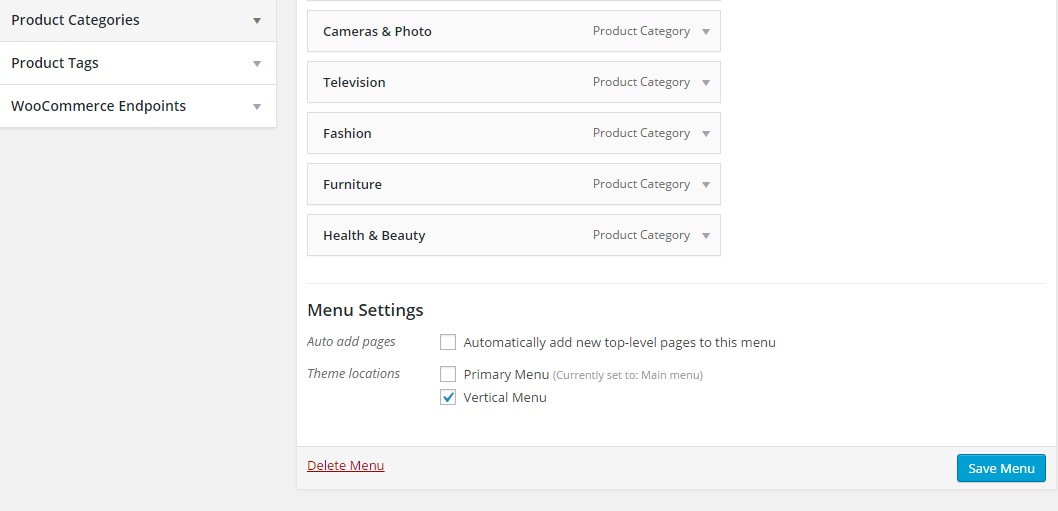 Product Categories
Product Tags
WooCommerce Endpoints
Cameras & Photo Product Category
Television Product Category
Fashion Product Category
Furniture Product Category
Health & Beauty Product Category
Menu Settings
Auto add pages Automatically add new top-level pages to this menu
Theme locations Primary Menu (Currently set to: Main menu)
Vertical Menu
Delete Menu Save Menu